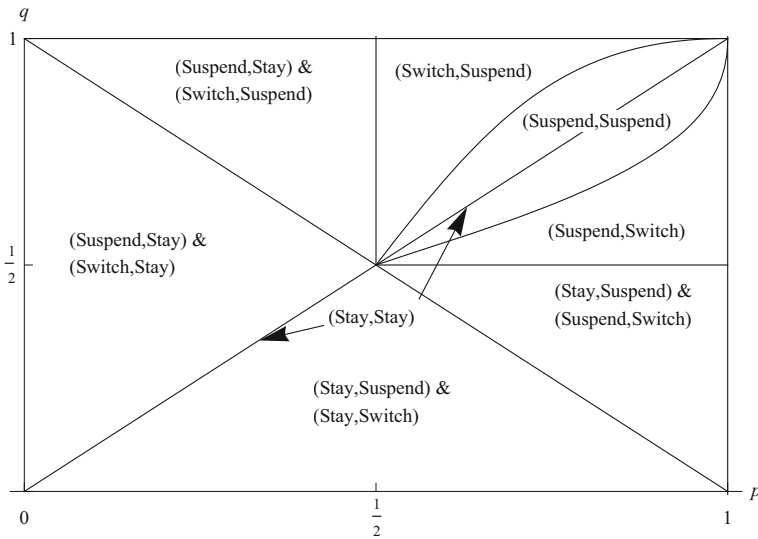 q
1
(Suspend,Stay) &
(Switch,Suspend)
(Switch,Suspend)
(Suspend,Suspend)
(Suspend,Stay) &
(Switch,Stay)
(Suspend,Switch)
1
2
(Stay,Suspend) &
(Suspend,Switch)
(Stay,Stay)
(Stay,Suspend) &
(Stay,Switch)
p
0
1
2
1